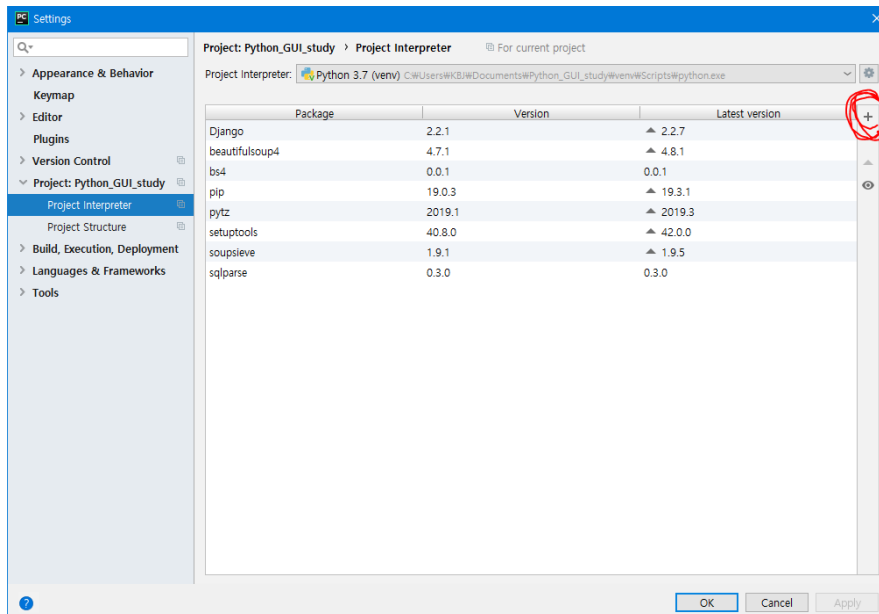 PC Settings
Project: Python_GUI_study › Project Interpreter For current project
Appearance & Behavior
Project Interpreter: Python 3.7 (venv) C:₩Users₩KBJ₩Documents₩Python_GUI_study₩venv₩Scripts₩python.exe
Keymap
Editor
Package Version Latest version
Plugins
Django 2.2.1 2.2.7
Version Control
beautifulsoup4 4.7.1 4.8.1
bs4 0.0.1 0.0.1
Project: Python_GUI_study
pip 19.0.3 19.3.1
Project Interpreter
pytz 2019.1 2019.3
Project Structure
setuptools 40.8.0 42.0.0
Build, Execution, Deployment
soupsieve 1.9.1 1.9.5
Languages & Frameworks
sqlparse 0.3.0 0.3.0
Tools
? OK Cancel Apply